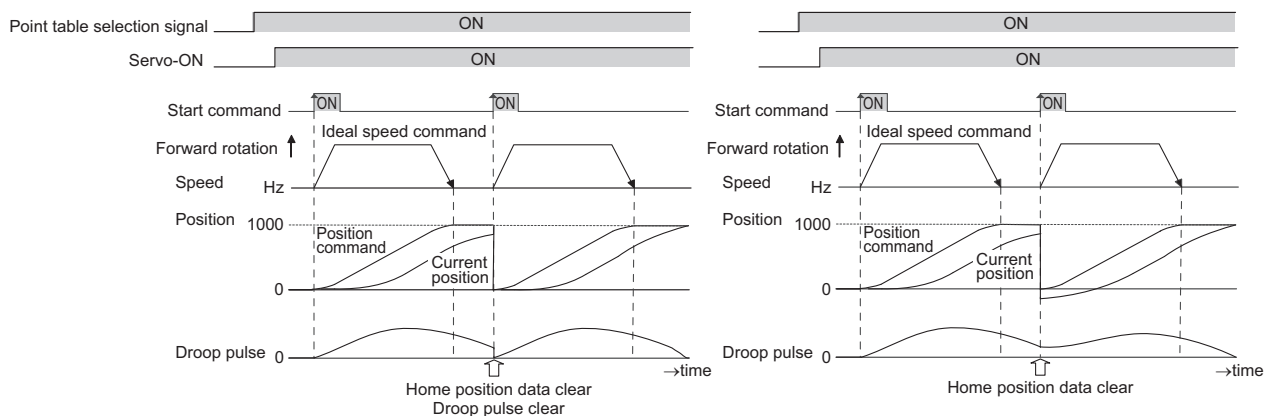 Point table selection signal
ON
Servo-ON
ON
Start command
ON
ON
Ideal speed command
Forward rotation
Speed
Hz
Position
1000
Position
command
Current
position
0
Droop pulse
0
→time
Home position data clear
Droop pulse clear
ON
ON
Start command
ON
ON
Ideal speed command
Forward rotation
Speed
Hz
Position
1000
Position
command
Current
position
0
Droop pulse
0
→time
Home position data clear